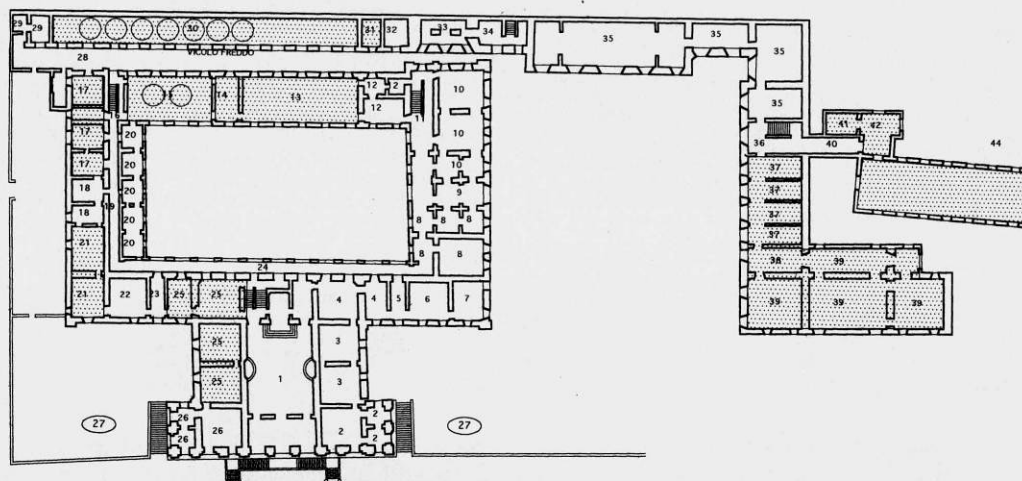 29 29 30 31 32 33 34 35 35
VICOLO FREDDO
28 35
17 14 13 12 2 12 10 35
16 1
17 20 10 41 42
17 20 10 36 40 44
18 20 9 37
18 19 20 8 8 8 37
21 20 8 8 37
37
24 38 39
21 22 23 25 25 4 4 5 6 7 39 39 39
25 3
25 1 3
27 26 26 26 2 2 2 27